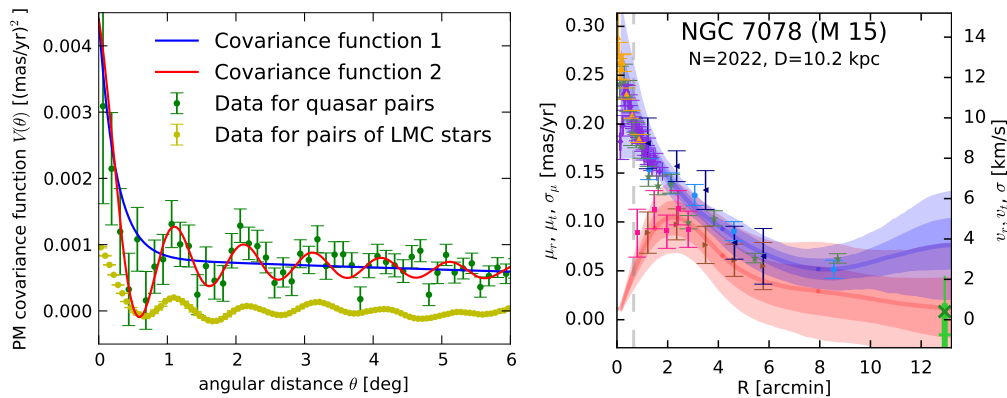 PM covariance function V(θ) [(mas/yr)² ]
0.004
0.003
0.002
0.001
0.000
Covariance function 1
Covariance function 2
Data for quasar pairs
Data for pairs of LMC stars
0 1 2 3 4 5 6
angular distance θ [deg]
μr, μt, σμ [mas/yr]
0.30
0.25
0.20
0.15
0.10
0.05
0.00
NGC 7078 (M 15)
N=2022, D=10.2 kpc
14
12
10
8
6
4
2
0
vr, vt, σ [km/s]
0 2 4 6 8 10 12
R [arcmin]